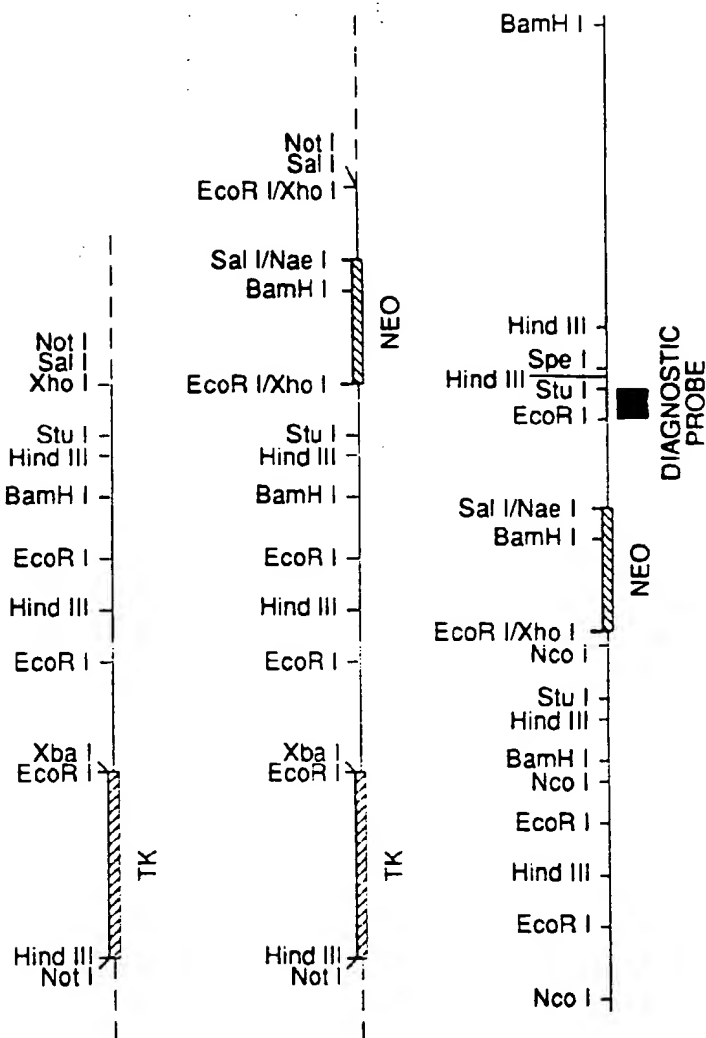 Not I
Sal I
Xho I
Stu I
Hind III
BamH I
EcoR I
Hind III
EcoR I
Xba I
EcoR I
TK
Hind III
Not I
Not I
Sal I
EcoR I/Xho I
Sal I/Nae I
BamH I
NEO
EcoR I/Xho I
Stu I
Hind III
BamH I
EcoR I
Hind III
EcoR I
Xba I
EcoR I
TK
Hind III
Not I
BamH I
Hind III
Spe I
Hind III
Stu I
EcoR I
DIAGNOSTIC
PROBE
Sal I/Nae I
BamH I
NEO
EcoR I/Xho I
Nco I
Stu I
Hind III
BamH I
Nco I
EcoR I
Hind III
EcoR I
Nco I